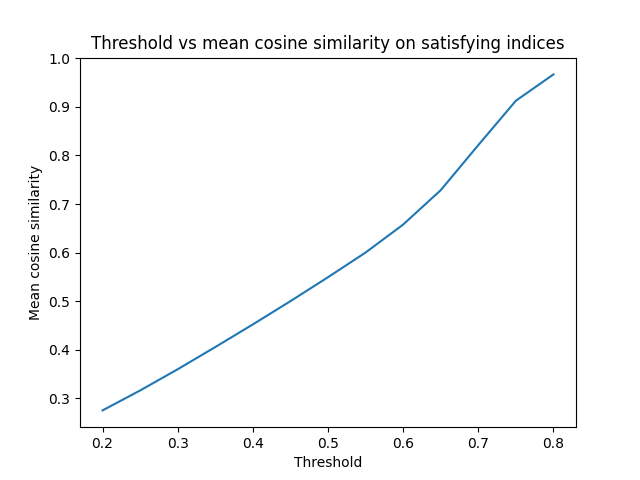 Threshold vs mean cosine similarity on satisfying indices
1.0
0.9
0.8
0.7
0.6
0.5
0.4
0.3
Mean cosine similarity
0.2 0.3 0.4 0.5 0.6 0.7 0.8
Threshold